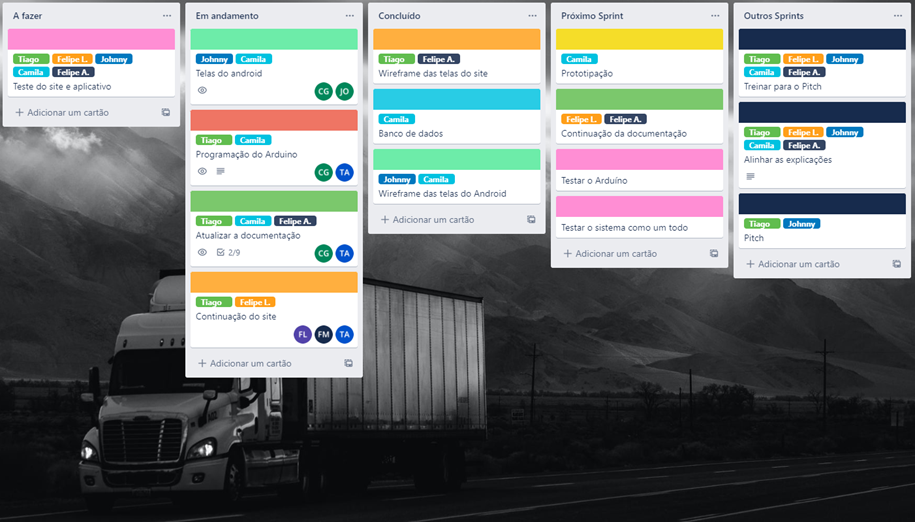 A fazer
Tiago Felipe L. Johnny
Camila Felipe A.
Teste do site e aplicativo
+ Adicionar um cartão
Em andamento
Johnny Camila
Telas do android
CG JO
Tiago Camila
Programação do Arduino
CG TA
Tiago Camila Felipe A.
Atualizar a documentação
2/9 CG TA
Tiago Felipe L.
Continuação do site
FL FM TA
+ Adicionar um cartão
Concluído
Tiago Felipe A.
Wireframe das telas do site
Camila
Banco de dados
Johnny Camila
Wireframe das telas do Android
+ Adicionar um cartão
Próximo Sprint
Camila
Prototipação
Felipe L. Felipe A.
Continuação da documentação
Testar o Arduíno
Testar o sistema como um todo
+ Adicionar um cartão
Outros Sprints
Tiago Felipe L. Johnny
Camila Felipe A.
Treinar para o Pitch
Tiago Felipe L. Johnny
Camila Felipe A.
Alinhar as explicações
Tiago Johnny
Pitch
+ Adicionar um cartão